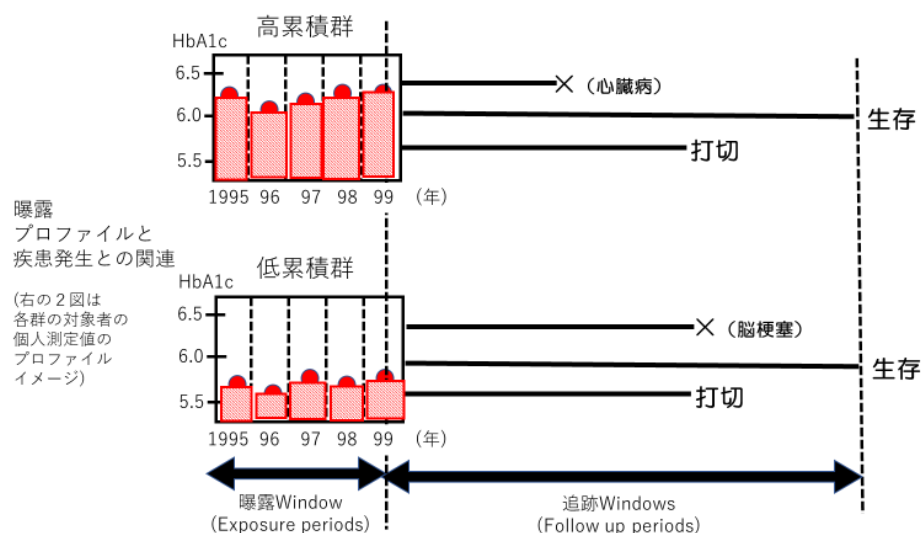 高累積群
HbA1c
6.5
6.0
5.5
1995 96 97 98 99 (年)
(心臓病)
生存
打切
曝露
プロファイルと
疾患発生との関連
(右の２図は
各群の対象者の
個人測定値の
プロファイル
イメージ)
低累積群
HbA1c
6.5
6.0
5.5
1995 96 97 98 99 (年)
(脳梗塞)
生存
打切
曝露Window
(Exposure periods)
追跡Windows
(Follow up periods)